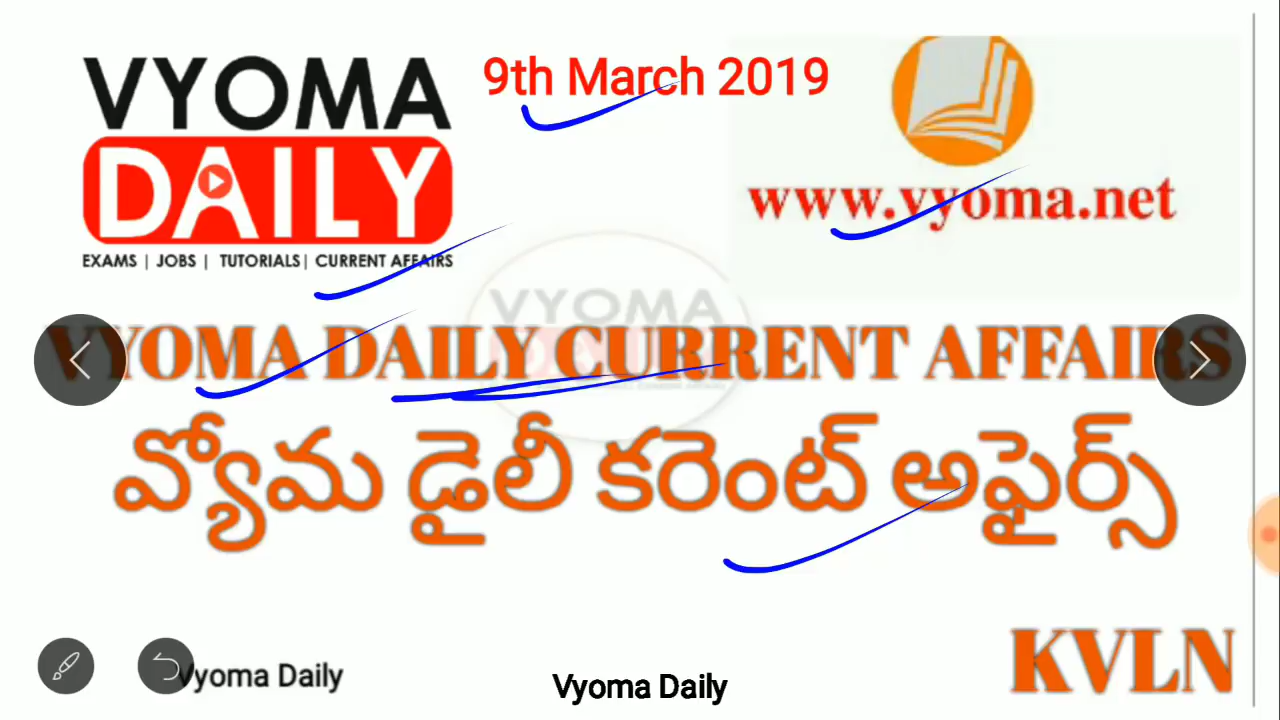 VYOMA
DAILY
EXAMS | JOBS | TUTORIALS| CURRENT AFFAIRS
9th March 2019
www.vyoma.net
VYOMA
VYOMA DAILY CURRENT AFFAIRS
వ్యోమ డైలీ కరెంట్ అఫైర్స్
KVLN
Vyoma Daily
Vyoma Daily